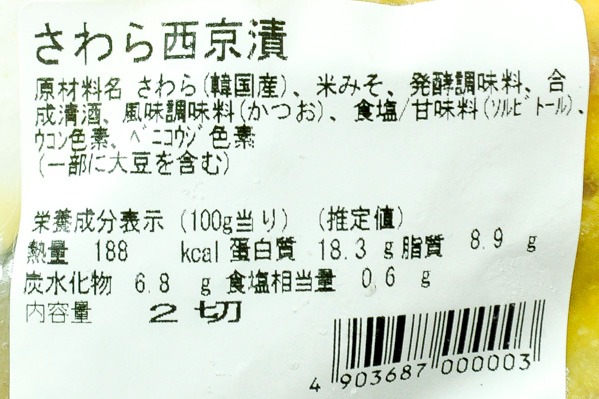 さわら西京漬
原材料名 さわら(韓国産)、米みそ、発酵調味料、合
成清酒、風味調味料(かつお)、食塩/甘味料(ｿﾙﾋﾞﾄｰﾙ)、
ｳｺﾝ色素、ﾍﾞﾆｺｳｼﾞ色素
(一部に大豆を含む)
栄養成分表示 (100g当り) (推定値)
熱量 188 kcal 蛋白質 18.3 g 脂質 8.9 g
炭水化物 6.8 g 食塩相当量 0.6 g
内容量 2切
4 903687 000003